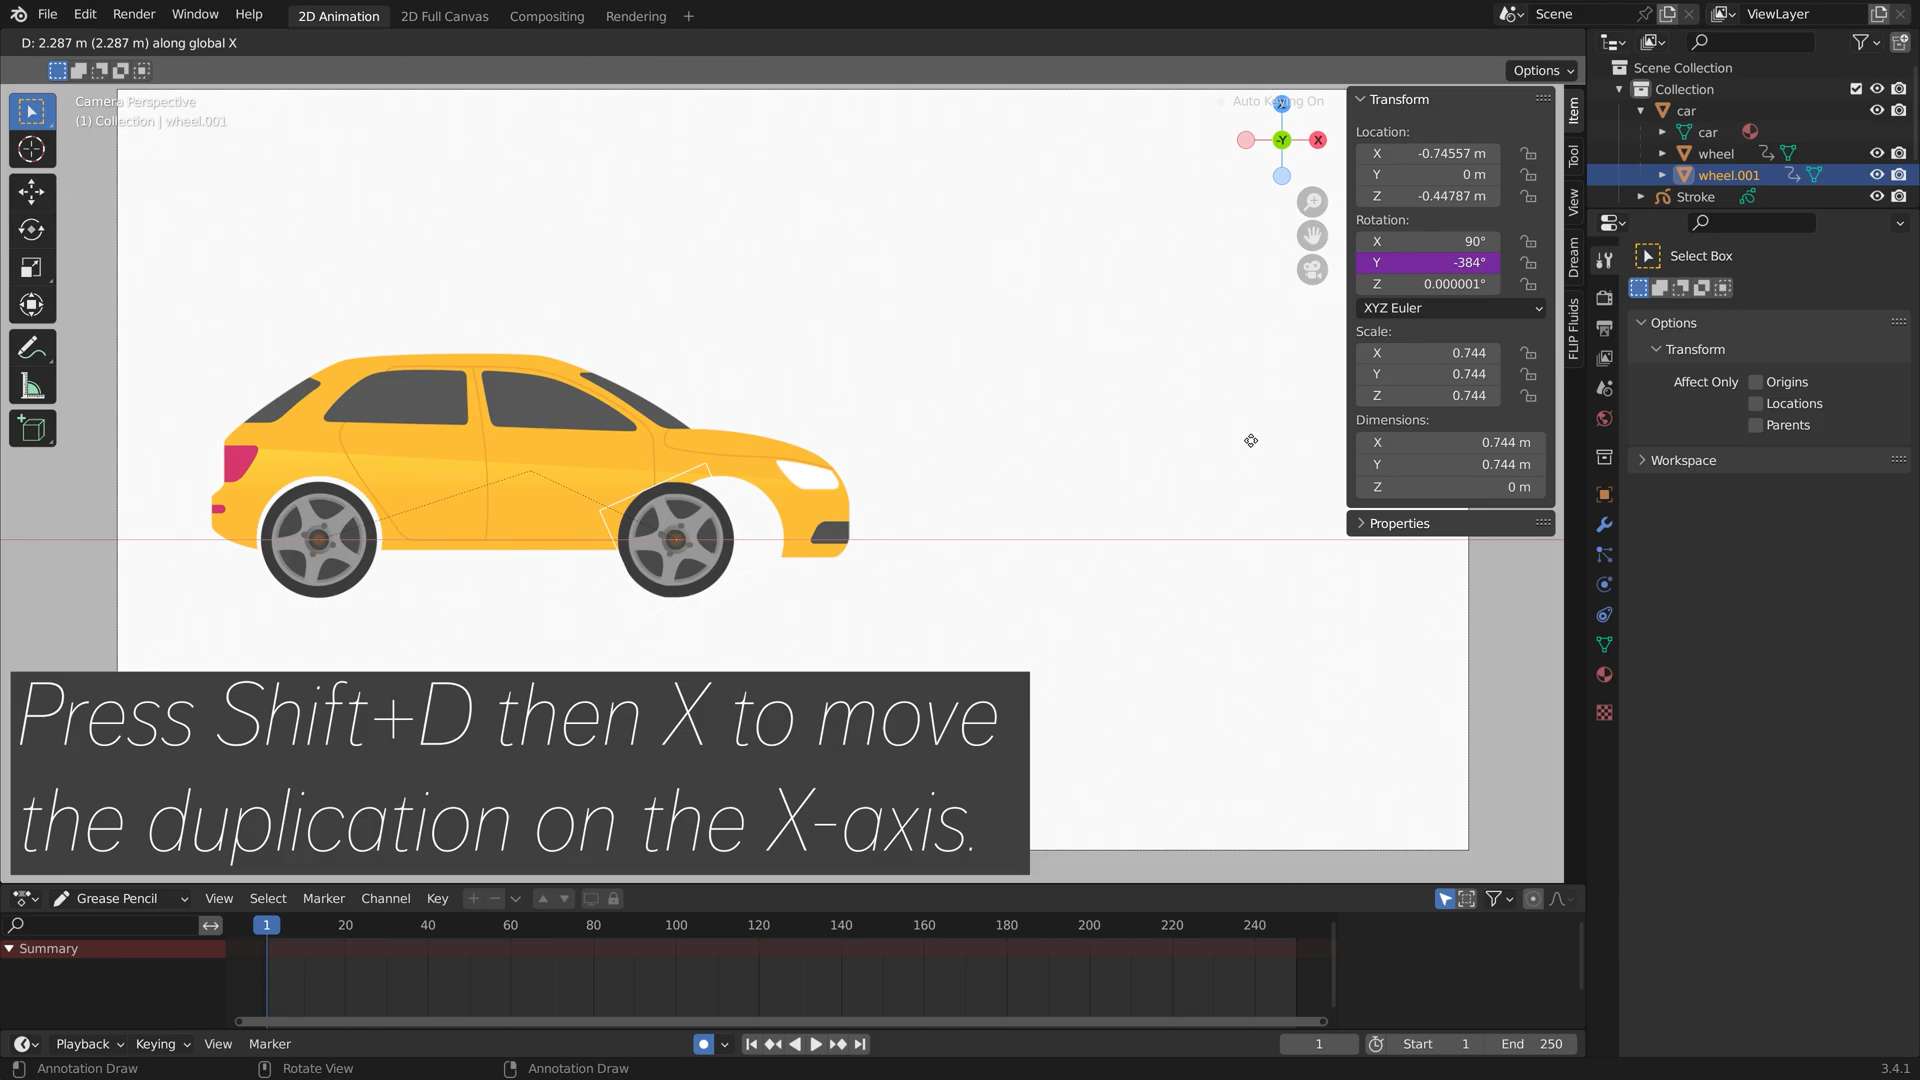 File Edit Render Window Help 2D Animation 2D Full Canvas Compositing Rendering + Scene ViewLayer
D: 2.287 m (2.287 m) along global X
Options
Camera Perspective
(1) Collection | wheel.001
Auto Keying On
X
-Y
Transform
Location:
X -0.74557 m
Y 0 m
Z -0.44787 m
Rotation:
X 90°
Y -384°
Z 0.000001°
XYZ Euler
Scale:
X 0.744
Y 0.744
Z 0.744
Dimensions:
X 0.744 m
Y 0.744 m
Z 0 m
Properties
Item
Tool
View
Dream
FLIP Fluids
Scene Collection
Collection
car
car
wheel
wheel.001
Stroke
Select Box
Options
Transform
Affect Only Origins
Locations
Parents
Workspace
Press Shift+D then X to move
the duplication on the X-axis.
Grease Pencil View Select Marker Channel Key
1 20 40 60 80 100 120 140 160 180 200 220 240
Summary
Playback Keying View Marker 1 Start 1 End 250
Annotation Draw Rotate View Annotation Draw 3.4.1